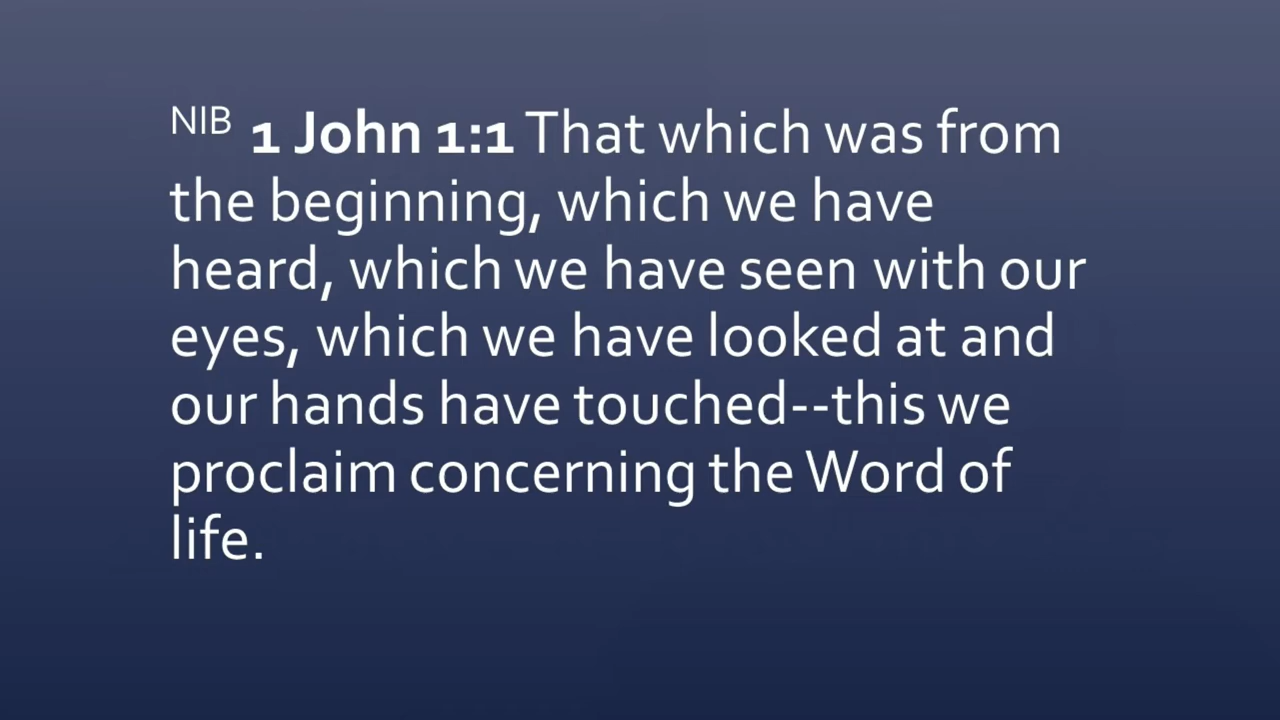 NIB 1 John 1:1 That which was from
the beginning, which we have
heard, which we have seen with our
eyes, which we have looked at and
our hands have touched--this we
proclaim concerning the Word of
life.